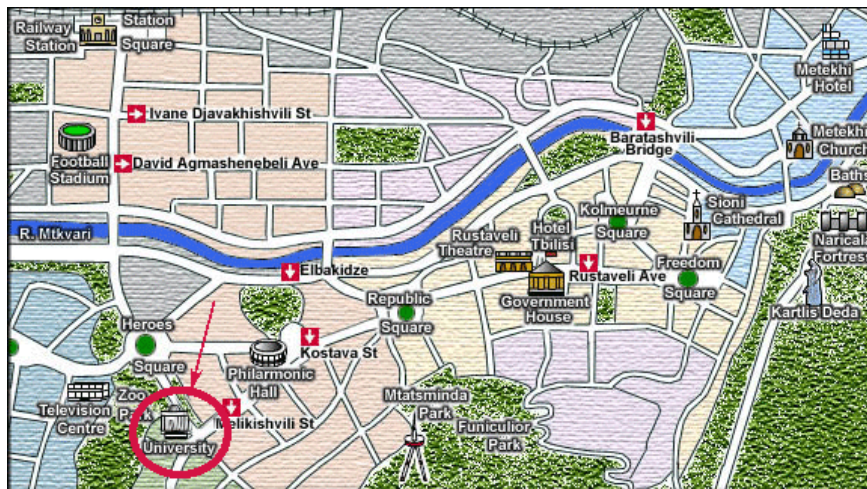 Railway
Station
Station
Square
Ivane Djavakhishvili St
Football
Stadium
David Agmashenebeli Ave
Metekhi
Hotel
Baratashvili
Bridge
Metekhi
Church
Baths
R. Mtkvari
Sioni
Cathedral
Kolmeurne
Square
Hotel
Tbilisi
Rustaveli
Theatre
Narical
Fortress
Elbakidze
Rustaveli Ave
Freedom
Square
Government
House
Republic
Square
Kartlis Deda
Heroes
Square
Kostava St
Philarmonic
Hall
Zoo
Park
Television
Centre
Melikishvili St
University
Mtatsminda
Park
Funiculior
Park